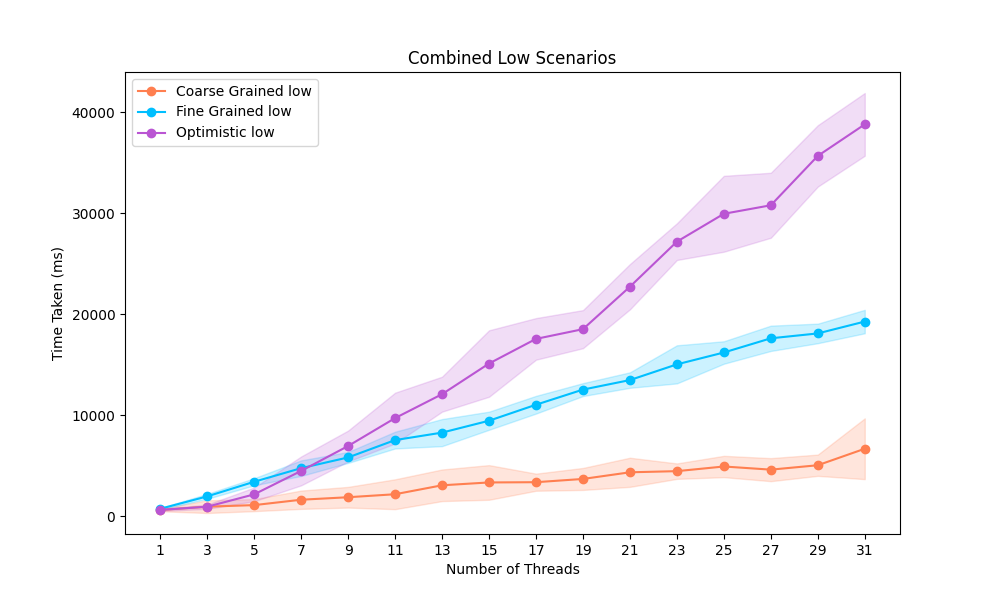 Combined Low Scenarios
Coarse Grained low
Fine Grained low
Optimistic low
Time Taken (ms)
40000
30000
20000
10000
0
1 3 5 7 9 11 13 15 17 19 21 23 25 27 29 31
Number of Threads